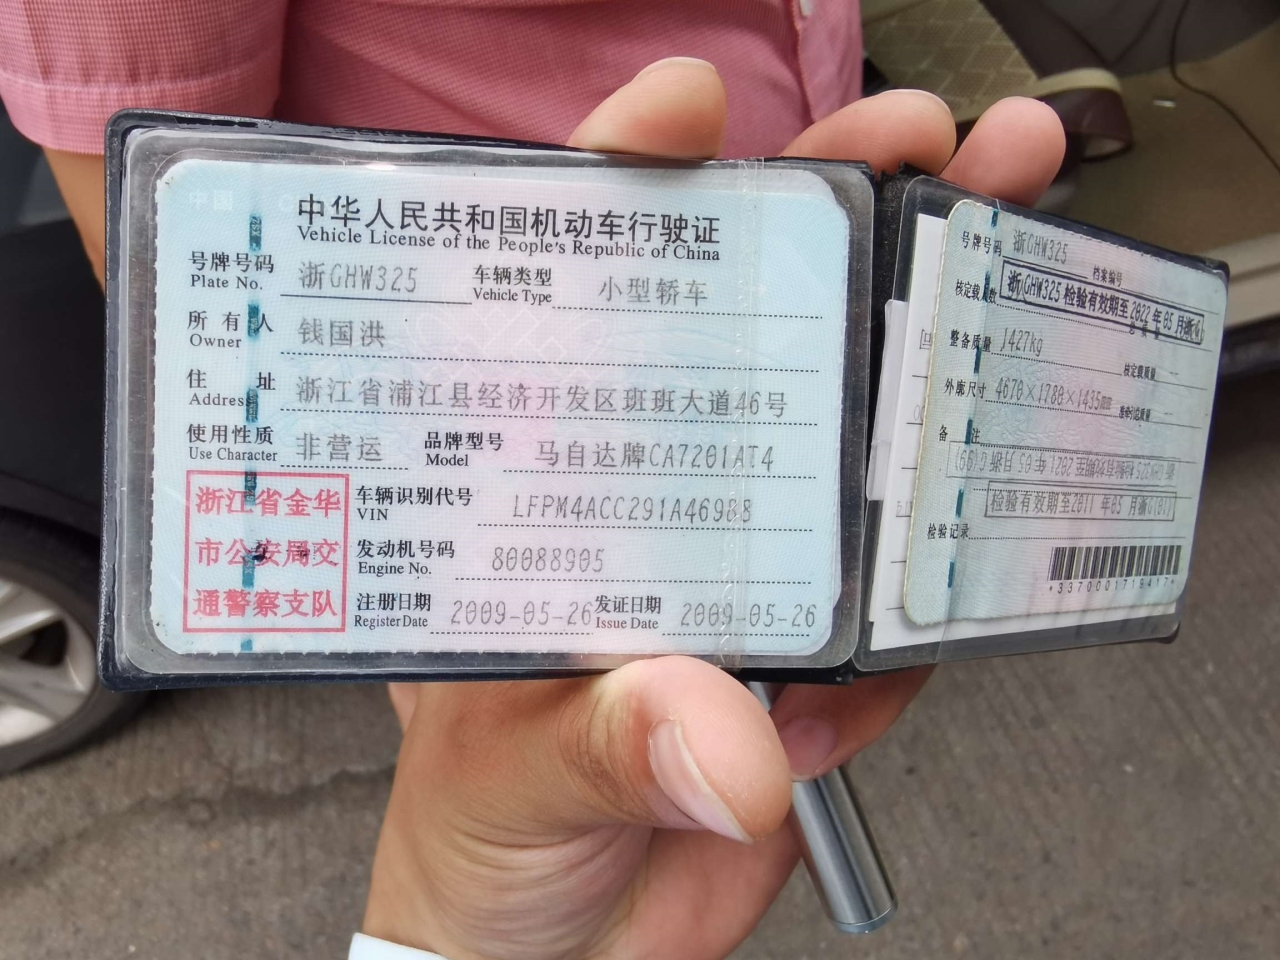 中国
中华人民共和国机动车行驶证
Vehicle License of the People's Republic of China
号牌号码 Plate No. 浙GHW325 车辆类型 Vehicle Type 小型轿车
所有人 Owner 钱国洪
住址 Address 浙江省浦江县经济开发区班班大道46号
使用性质 Use Character 非营运 品牌型号 Model 马自达牌CA7201AT4
车辆识别代号 VIN LFPM4ACC291A46988
发动机号码 Engine No. 80088905
注册日期 Register Date 2009-05-26 发证日期 Issue Date 2009-05-26
浙江省金华
市公安局交
通警察支队
号牌号码 浙GHW325 档案编号
核定载人数
浙GHW325 检验有效期至2022年05月浙G
整备质量 1427kg 核定载质量
外廓尺寸 4670×1780×1435mm
备注
检验有效期至2011年05月浙G(01)
检验记录
*3370001719417*